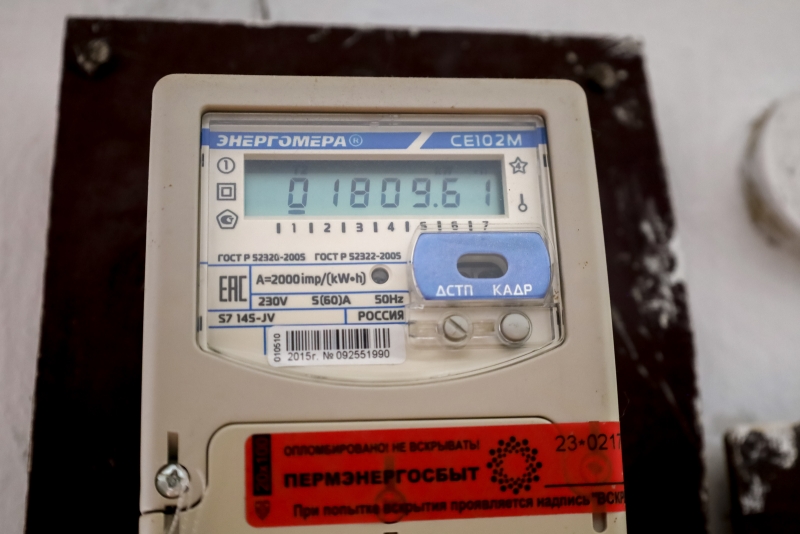 ЭНЕРГОМЕРА® CE102M
01809.61
1 2 3 4 5 6 7
ГОСТ Р 52320-2005 ГОСТ Р 52322-2005
ЕАС
A=2000imp/(kW•h)
230V 5(60)A 50Hz
S7 145-JV РОССИЯ
ДСТП КАДР
010510
2015г. № 092551990
ОПЛОМБИРОВАНО! НЕ ВСКРЫВАТЬ!
23•0217
ПЕРМЭНЕРГОСБЫТ
При попытке вскрытия проявляется надпись "ВСКР